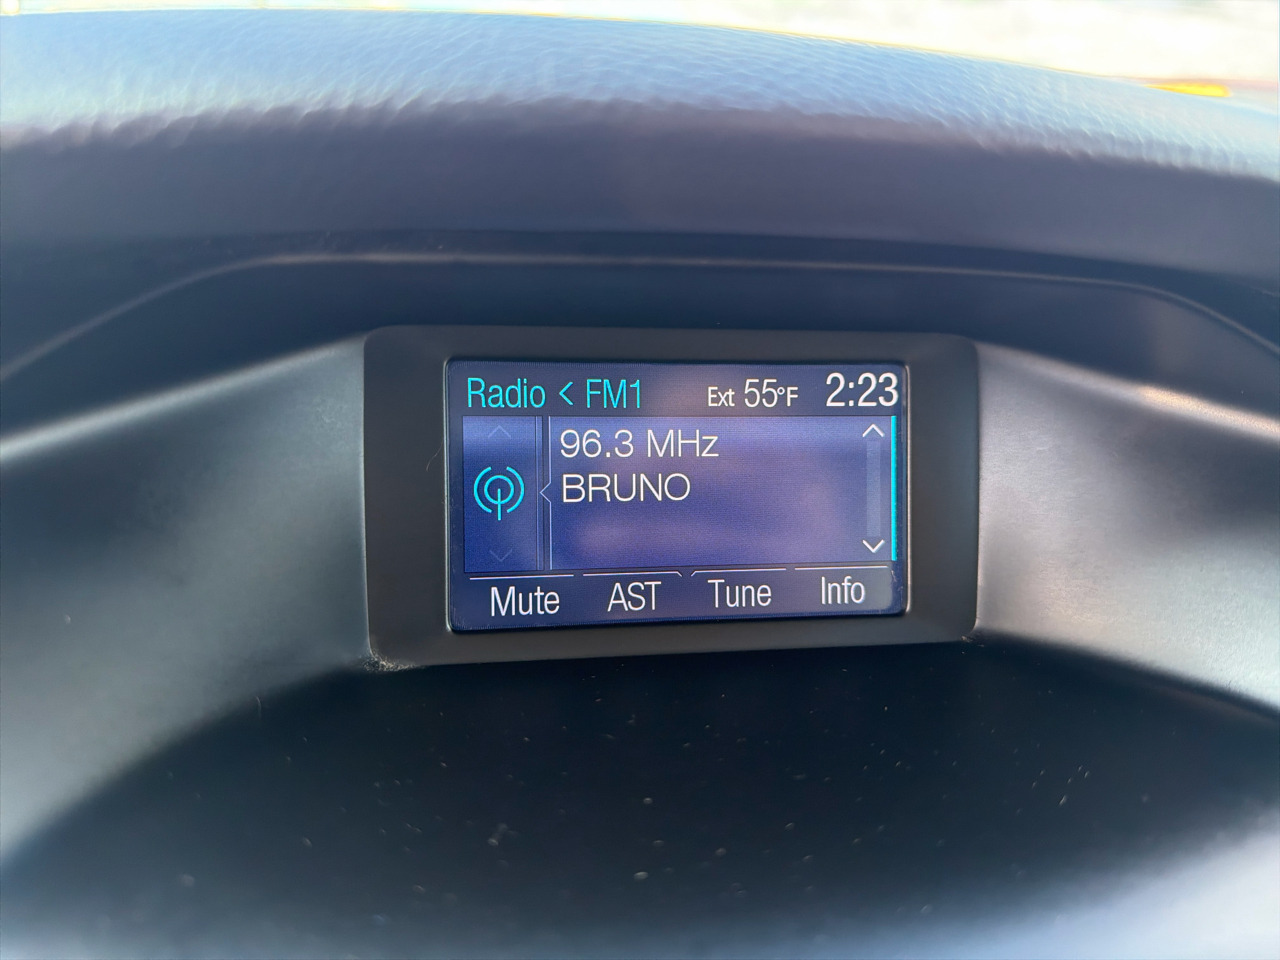 Radio < FM1 Ext 55°F 2:23
96.3 MHz
BRUNO
Mute AST Tune Info